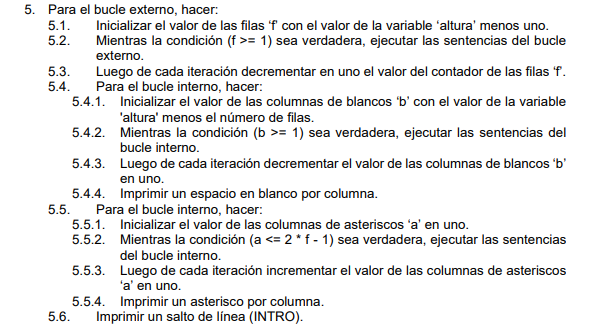 5. Para el bucle externo, hacer:
5.1. Inicializar el valor de las filas 'f' con el valor de la variable 'altura' menos uno.
5.2. Mientras la condición (f >= 1) sea verdadera, ejecutar las sentencias del bucle
externo.
5.3. Luego de cada iteración decrementar en uno el valor del contador de las filas 'f'.
5.4. Para el bucle interno, hacer:
5.4.1. Inicializar el valor de las columnas de blancos 'b' con el valor de la variable
'altura' menos el número de filas.
5.4.2. Mientras la condición (b >= 1) sea verdadera, ejecutar las sentencias del
bucle interno.
5.4.3. Luego de cada iteración decrementar el valor de las columnas de blancos 'b'
en uno.
5.4.4. Imprimir un espacio en blanco por columna.
5.5. Para el bucle interno, hacer:
5.5.1. Inicializar el valor de las columnas de asteriscos 'a' en uno.
5.5.2. Mientras la condición (a <= 2 * f - 1) sea verdadera, ejecutar las sentencias
del bucle interno.
5.5.3. Luego de cada iteración incrementar el valor de las columnas de asteriscos
'a' en uno.
5.5.4. Imprimir un asterisco por columna.
5.6. Imprimir un salto de línea (INTRO).